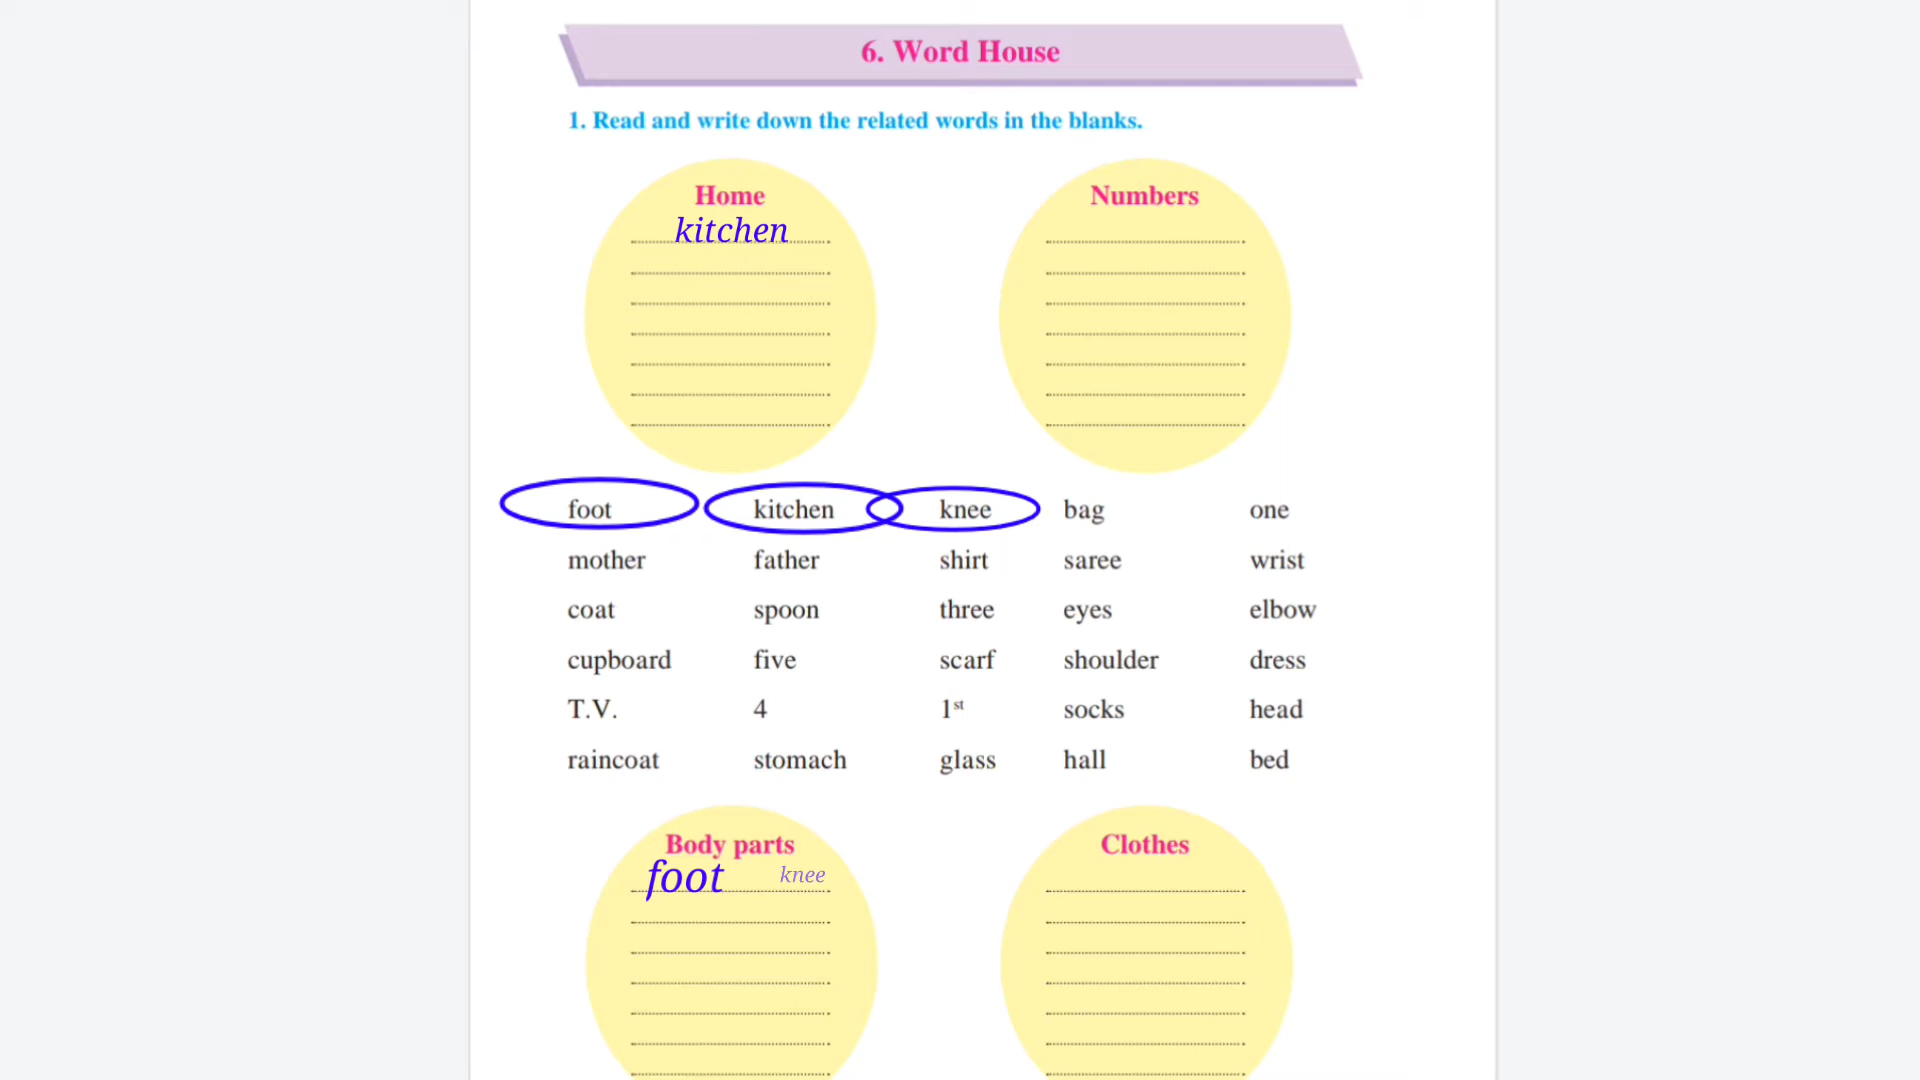 6. Word House
1. Read and write down the related words in the blanks.
Home
kitchen
Numbers
foot kitchen knee bag one
mother father shirt saree wrist
coat spoon three eyes elbow
cupboard five scarf shoulder dress
T.V. 4 1st socks head
raincoat stomach glass hall bed
Body parts
foot knee
Clothes